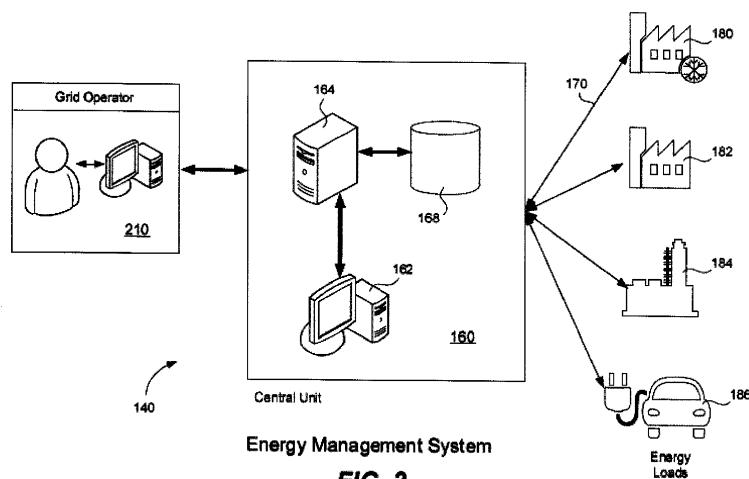 180
164
170
Grid Operator
182
210
168
162
184
160
140
Central Unit
186
Energy Management System
Energy
Loads